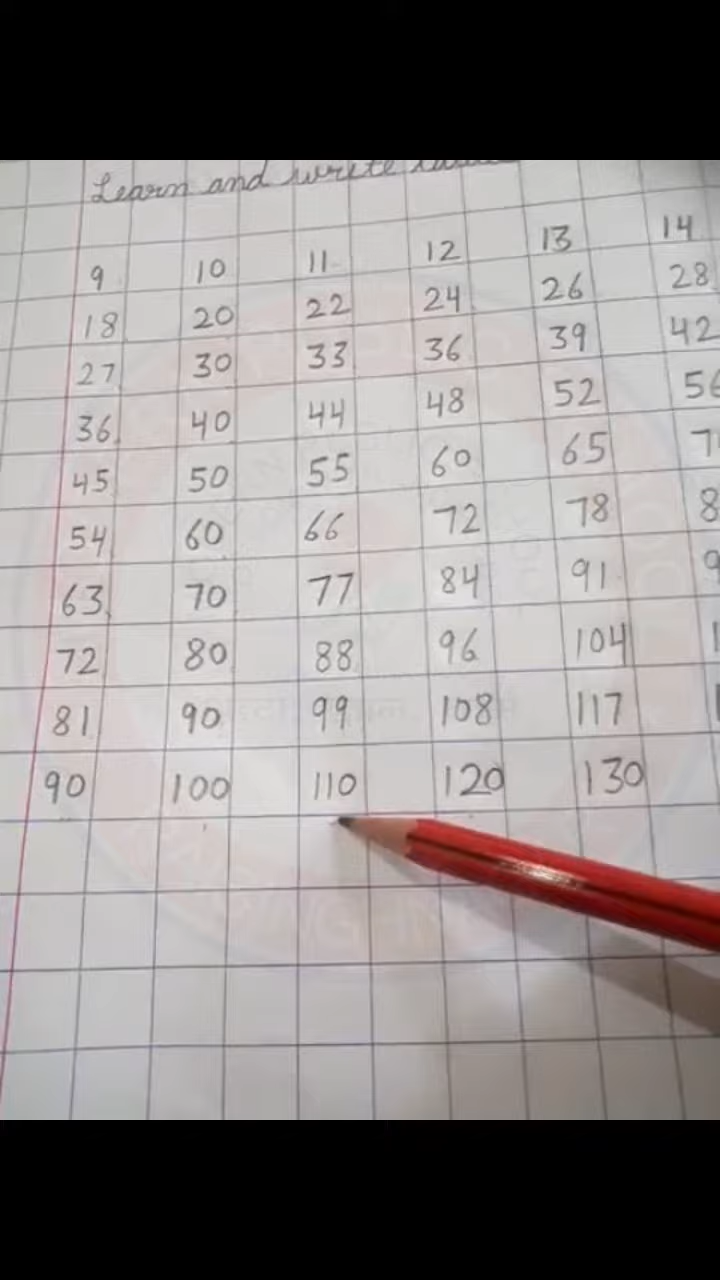 Learn and write
9 10 11 12 13 14
18 20 22 24 26 28
27 30 33 36 39 42
36 40 44 48 52 56
45 50 55 60 65
54 60 66 72 78
63 70 77 84 91
72 80 88 96 104
81 90 99 108 117
90 100 110 120 130